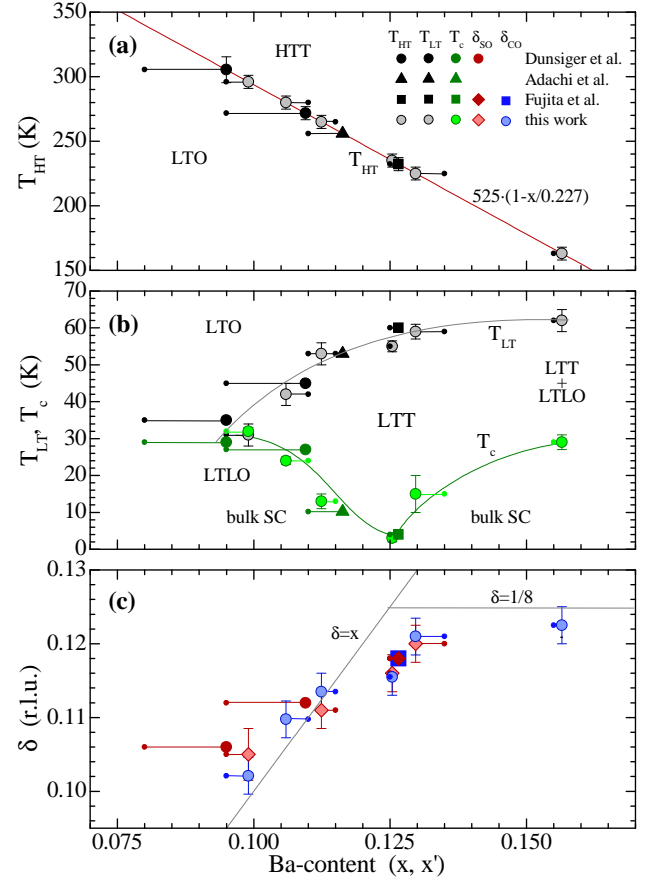 (a)
HTT
LTO
T_HT T_LT T_c δ_SO δ_CO
Dunsiger et al.
Adachi et al.
Fujita et al.
this work
T_HT
525·(1-x/0.227)
T_HT (K)
350
300
250
200
150
(b)
LTO
T_LT
LTT
+
LTLO
LTT
LTLO
T_c
bulk SC
bulk SC
T_LT, T_c (K)
70
60
50
40
30
20
10
0
(c)
δ=x
δ=1/8
δ (r.l.u.)
0.13
0.12
0.11
0.10
0.075 0.100 0.125 0.150
Ba-content (x, x')